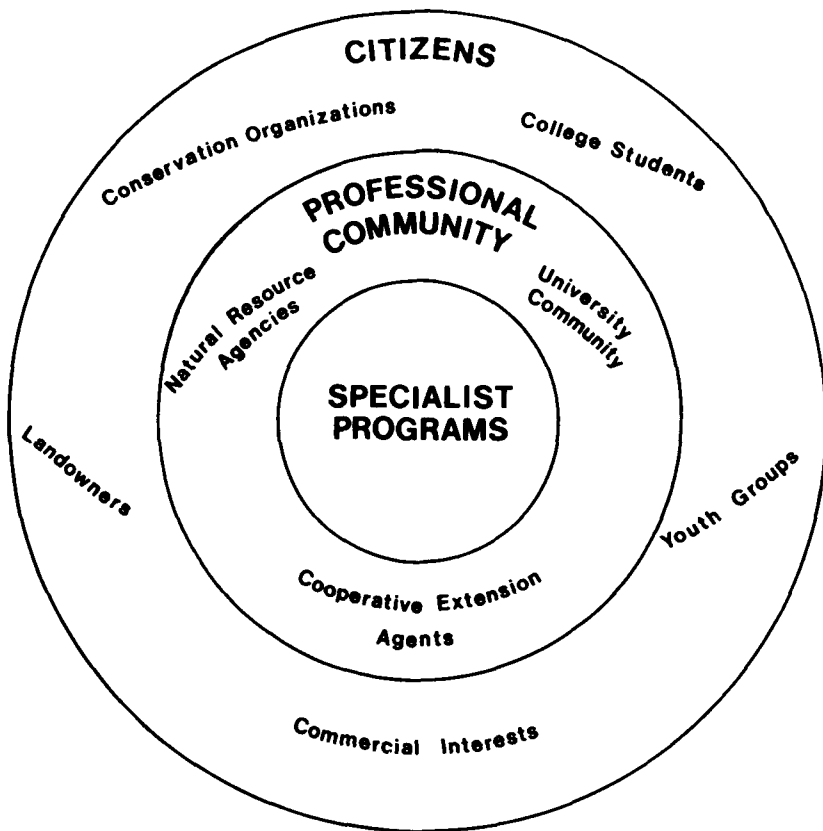 CITIZENS
Conservation Organizations
College Students
PROFESSIONAL
COMMUNITY
Natural Resource
Agencies
University
Community
SPECIALIST
PROGRAMS
Landowners
Youth Groups
Cooperative Extension
Agents
Commercial Interests